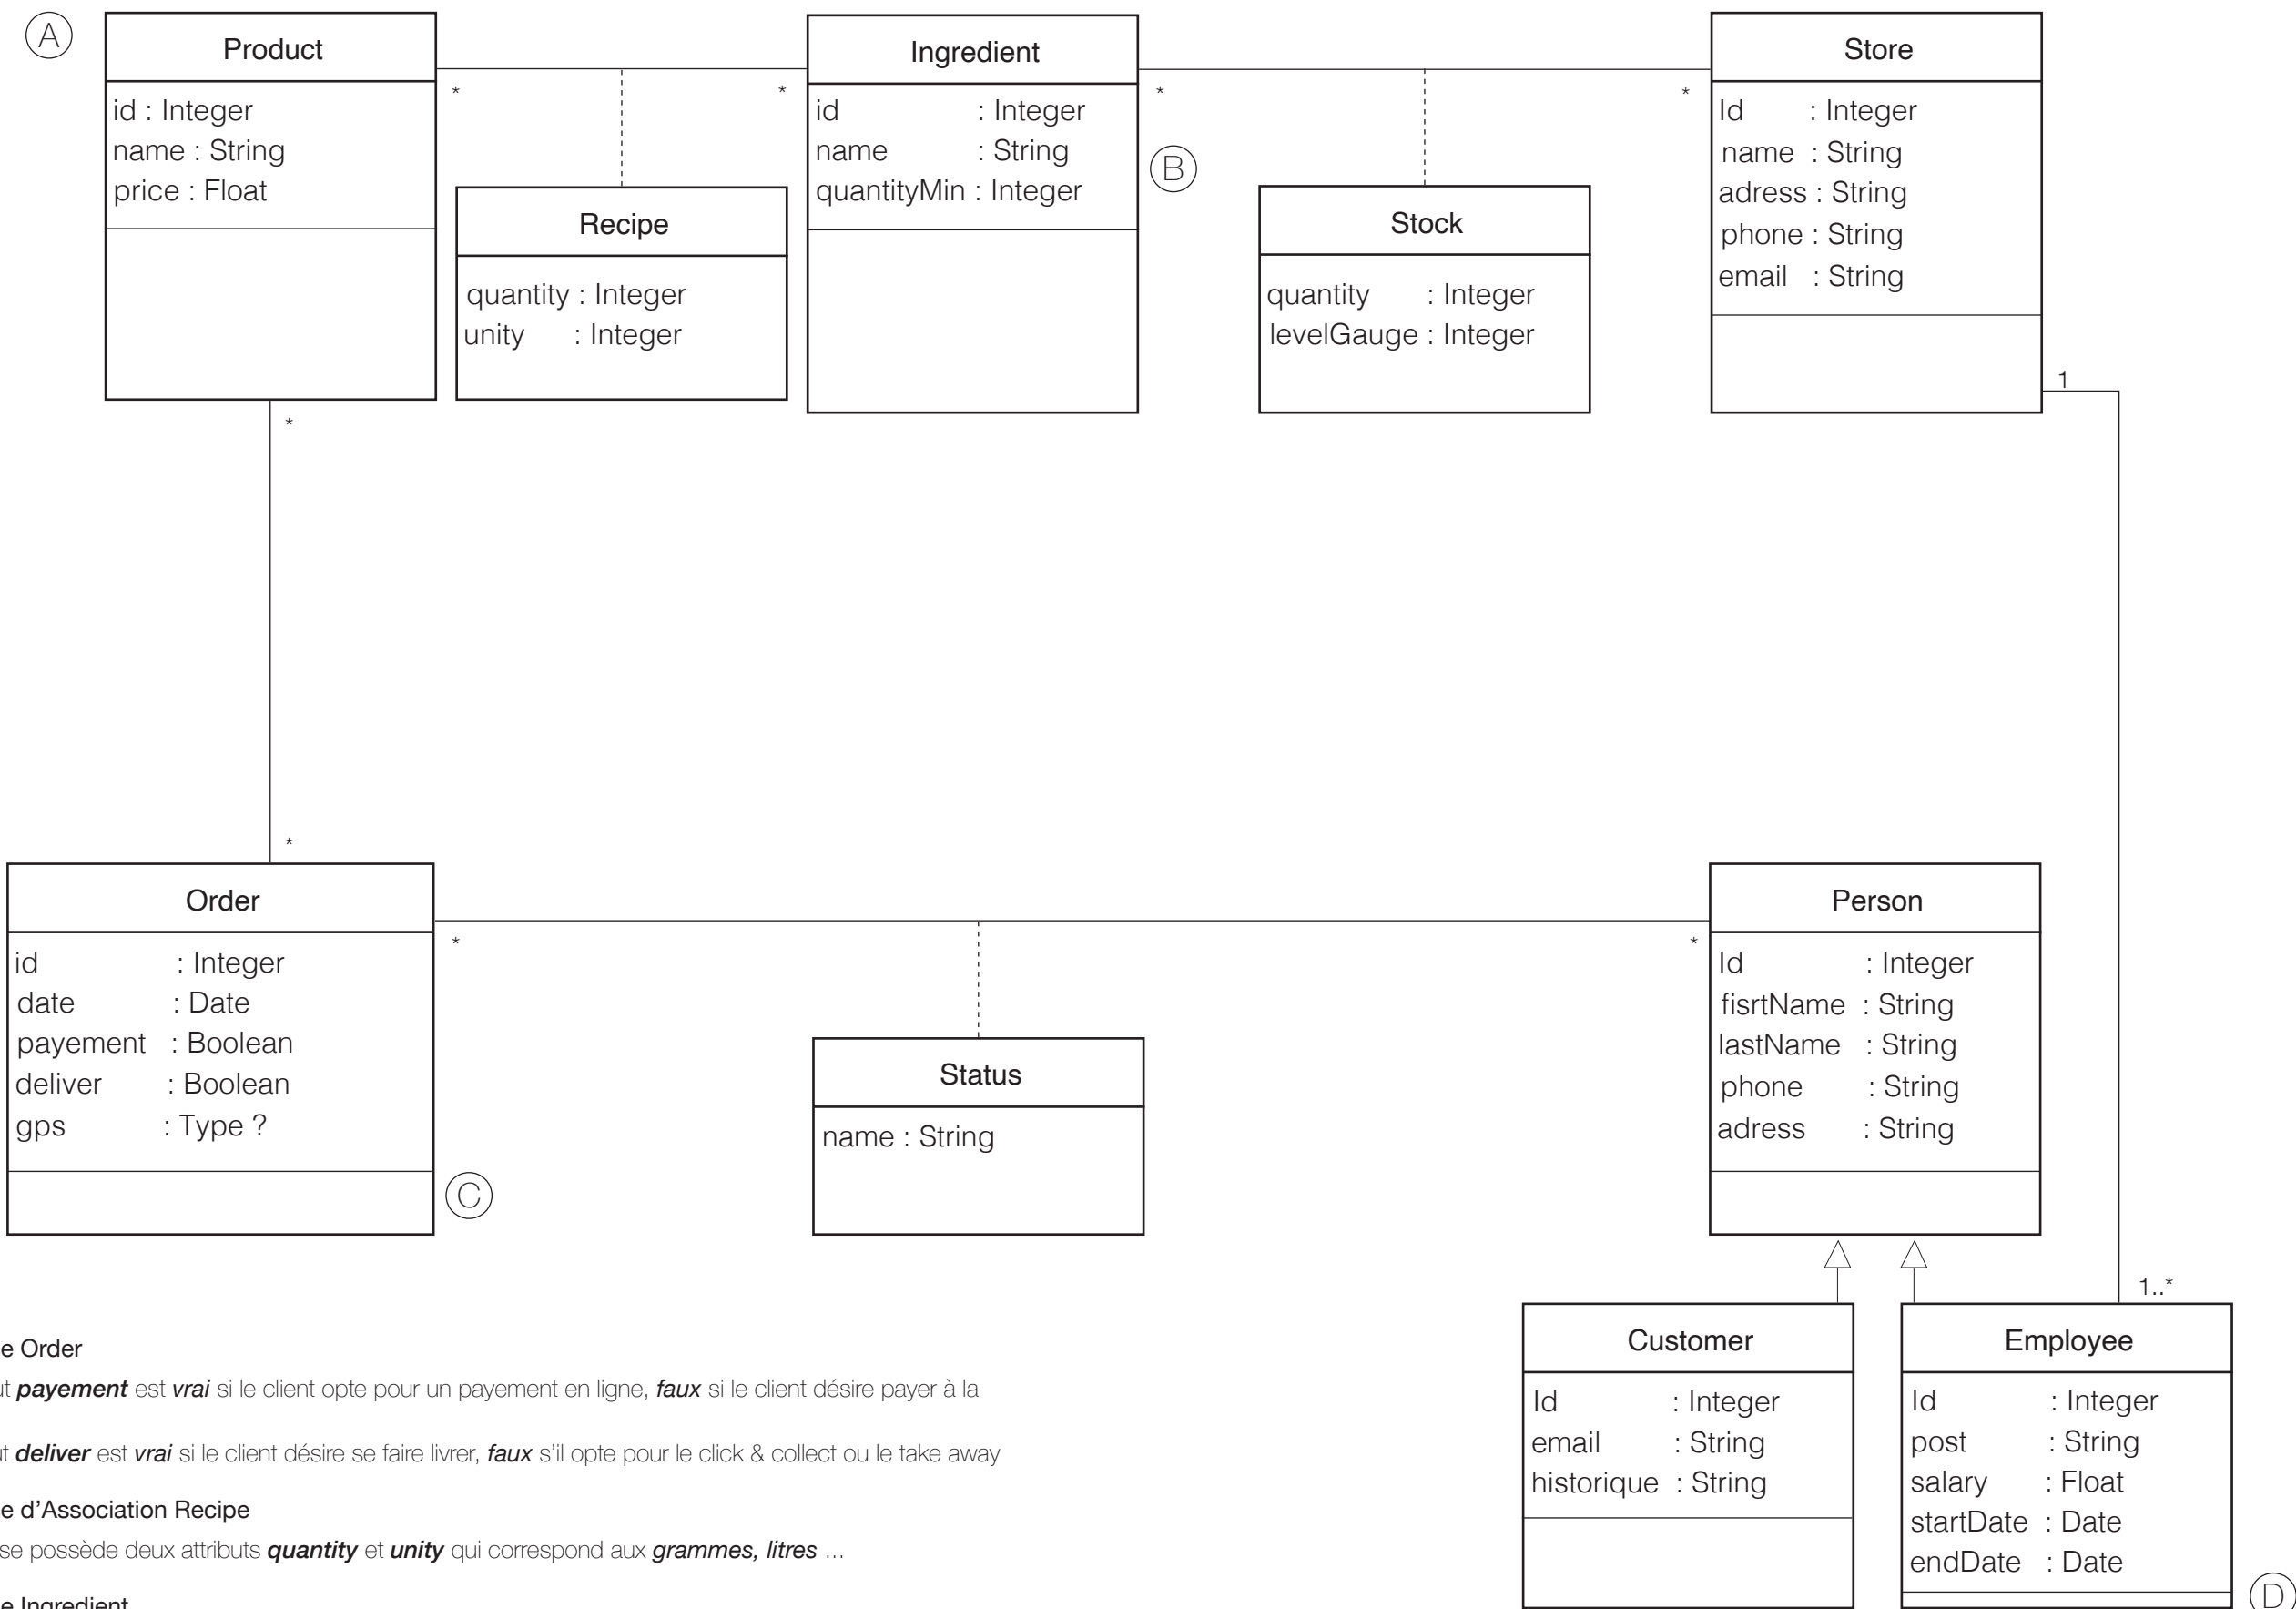 A
Product
id : Integer
name : String
price : Float
*
*
Recipe
quantity : Integer
unity : Integer
Ingredient
id : Integer
name : String
quantityMin : Integer
*
*
B
Stock
quantity : Integer
levelGauge : Integer
Store
Id : Integer
name : String
adress : String
phone : String
email : String
1
*
*
Order
id : Integer
date : Date
payement : Boolean
deliver : Boolean
gps : Type ?
*
*
C
Status
name : String
Person
Id : Integer
fisrtName : String
lastName : String
phone : String
adress : String
1..*
Customer
Id : Integer
email : String
historique : String
Employee
Id : Integer
post : String
salary : Float
startDate : Date
endDate : Date
D
e Order
ut payement est vrai si le client opte pour un payement en ligne, faux si le client désire payer à la
ut deliver est vrai si le client désire se faire livrer, faux s’il opte pour le click & collect ou le take away
e d’Association Recipe
se possède deux attributs quantity et unity qui correspond aux grammes, litres ...
e Ingredient